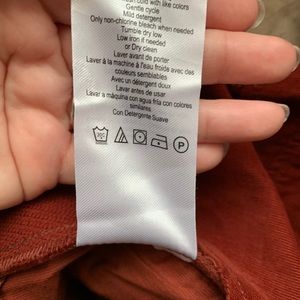 cold with like colors
Gentle cycle
Mild detergent
Only non-chlorine bleach when needed
Tumble dry low
Low iron if needed
or Dry clean
Laver avant de porter
Laver à la machine à l'eau froide avec des
couleurs semblables
Avec un détergent doux
Lavar antes de usar
Lavar a máquina con agua fria con colores
similares
Con Detergente Suave
P